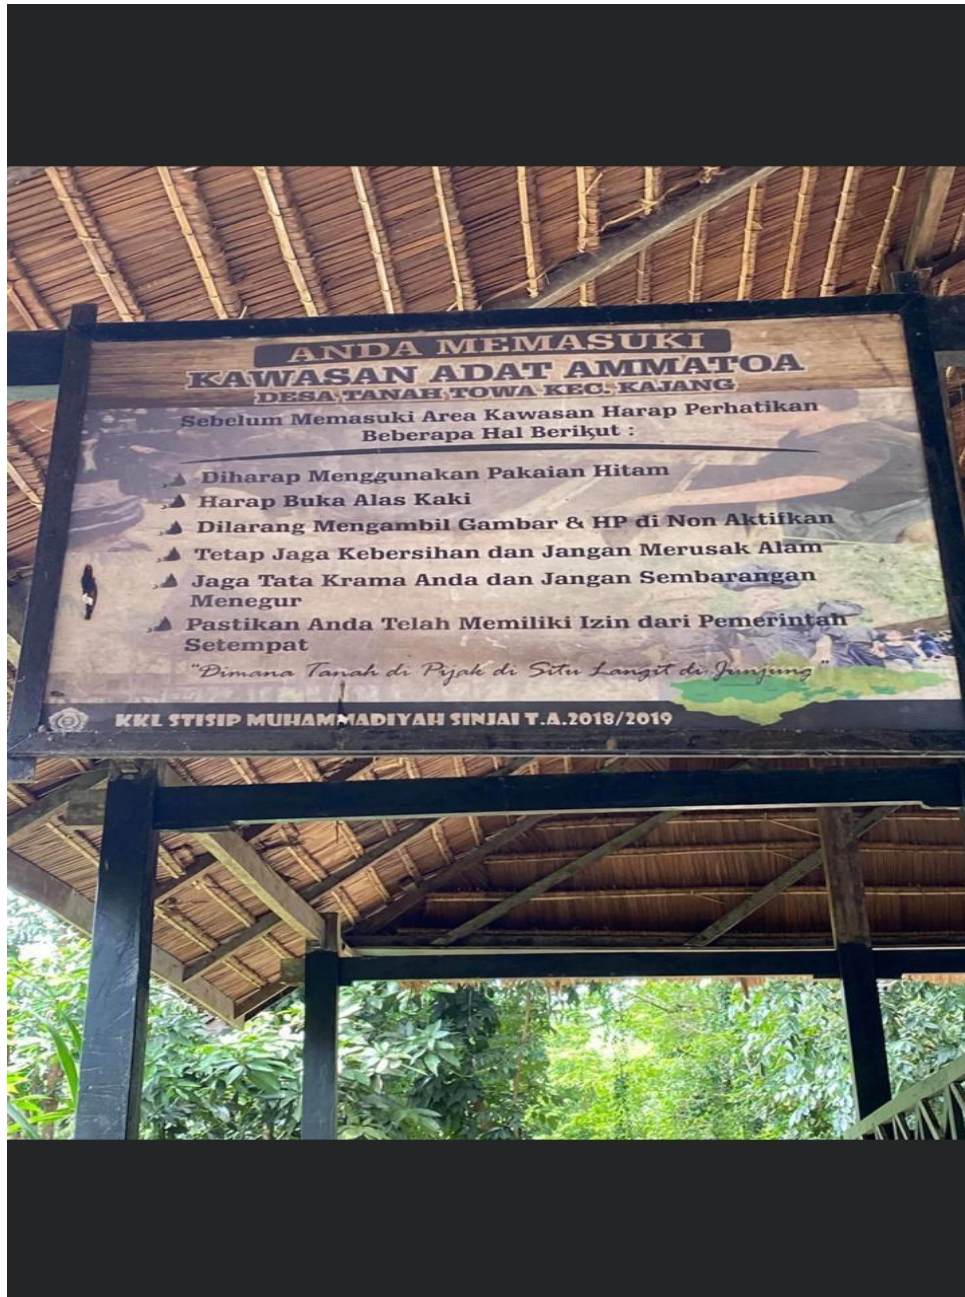 ANDA MEMASUKI
KAWASAN ADAT AMMATOA
DESA TANAH TOWA KEC. KAJANG
Sebelum Memasuki Area Kawasan Harap Perhatikan
Beberapa Hal Berikut :
Diharap Menggunakan Pakaian Hitam
Harap Buka Alas Kaki
Dilarang Mengambil Gambar & HP di Non Aktifkan
Tetap Jaga Kebersihan dan Jangan Merusak Alam
Jaga Tata Krama Anda dan Jangan Sembarangan
Menegur
Pastikan Anda Telah Memiliki Izin dari Pemerintah
Setempat
"Dimana Tanah di Pijak di Situ Langit di Junjung"
KKL STISIP MUHAMMADIYAH SINJAI T.A.2018/2019